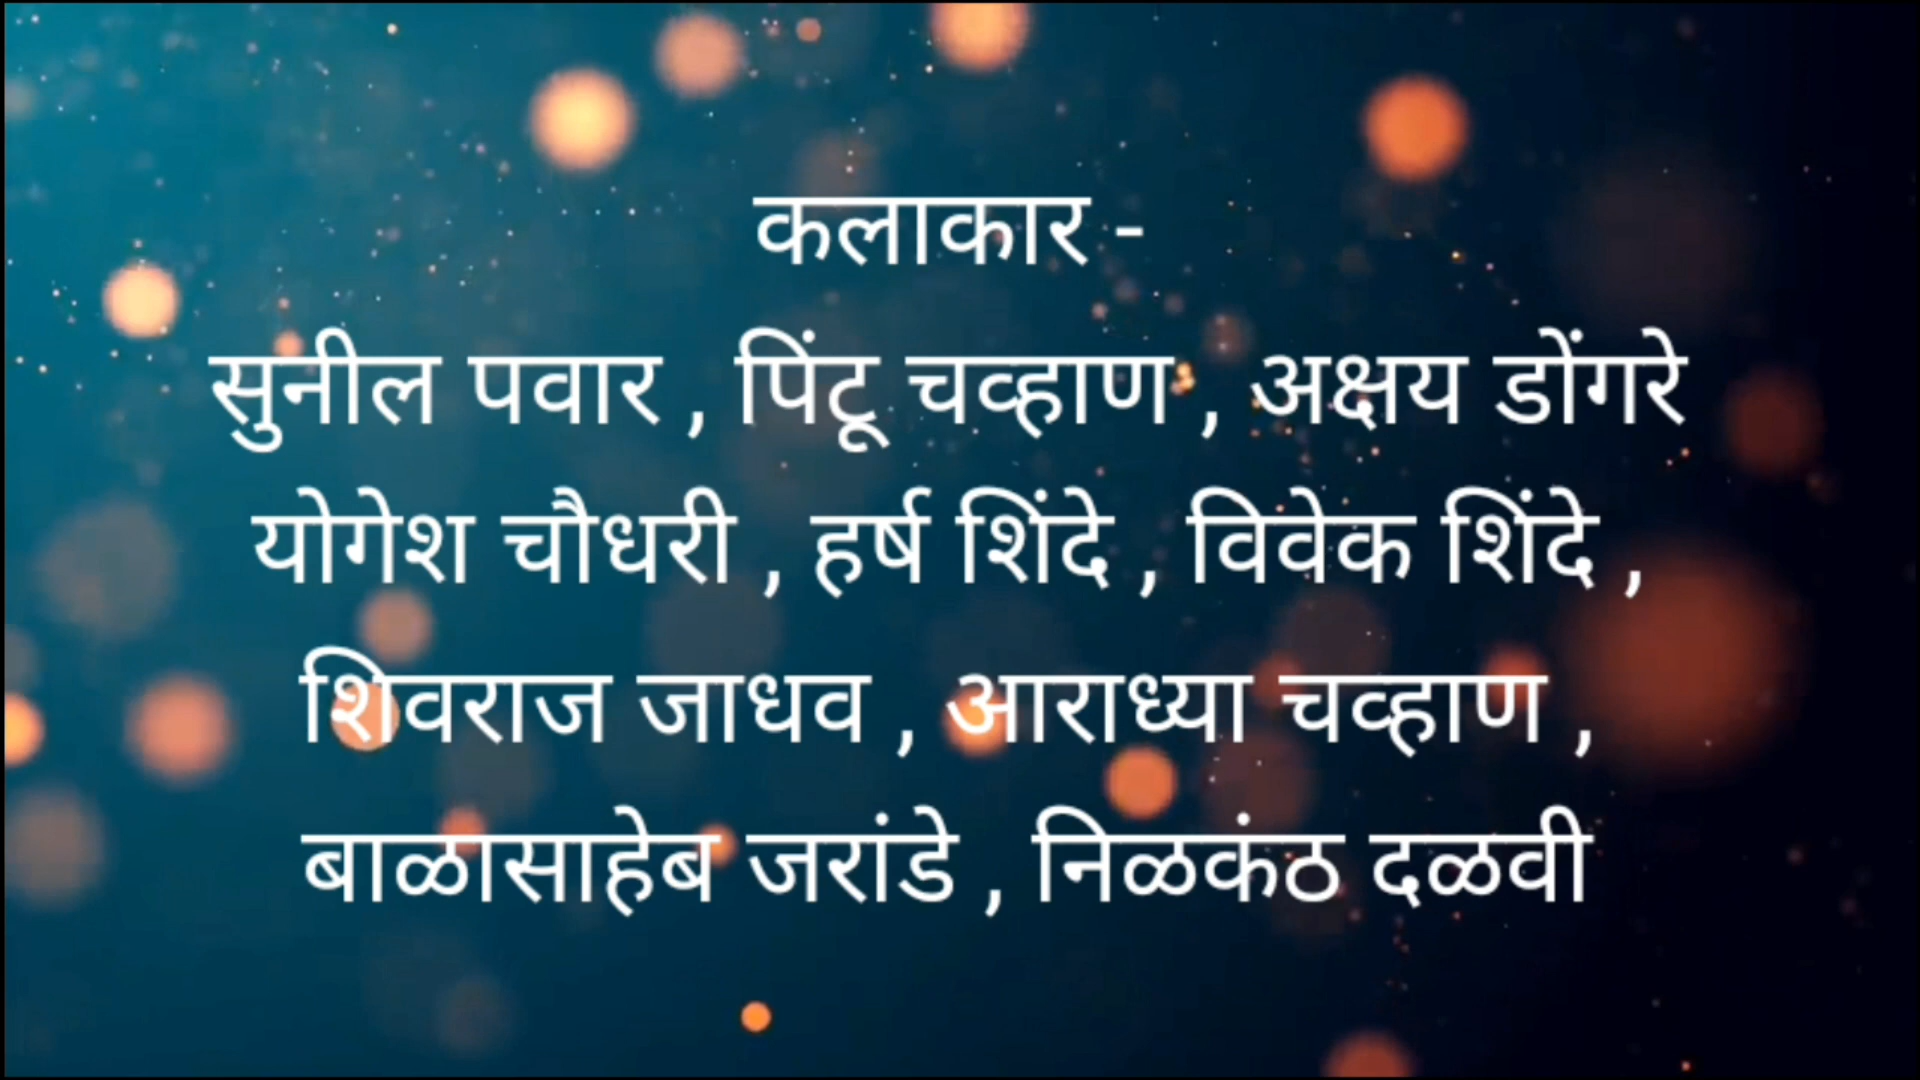 कलाकार -
सुनील पवार , पिंटू चव्हाण , अक्षय डोंगरे
योगेश चौधरी , हर्ष शिंदे , विवेक शिंदे ,
शिवराज जाधव , आराध्या चव्हाण ,
बाळासाहेब जरांडे , निळकंठ दळवी